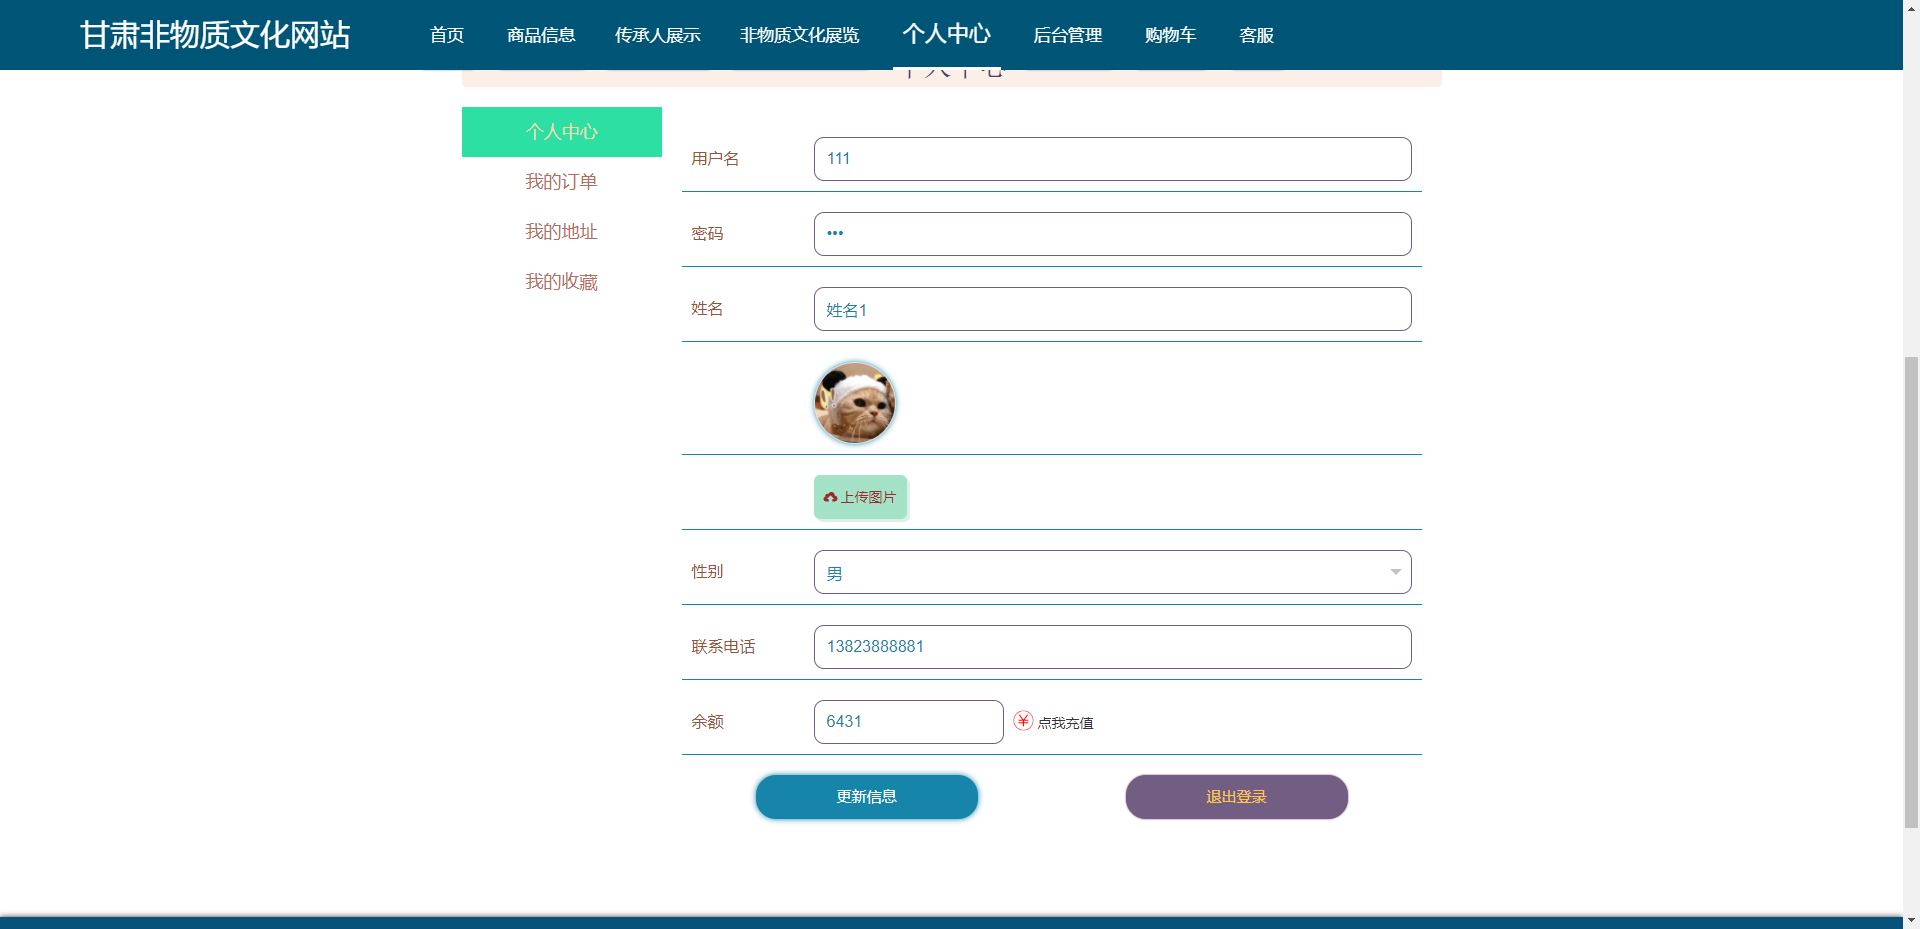 甘肃非物质文化网站 首页 商品信息 传承人展示 非物质文化展览 个人中心 后台管理 购物车 客服
个人中心
个人中心
我的订单
我的地址
我的收藏
用户名 111
密码 •••
姓名 姓名1
上传图片
性别 男
联系电话 13823888881
余额 6431 点我充值
更新信息 退出登录